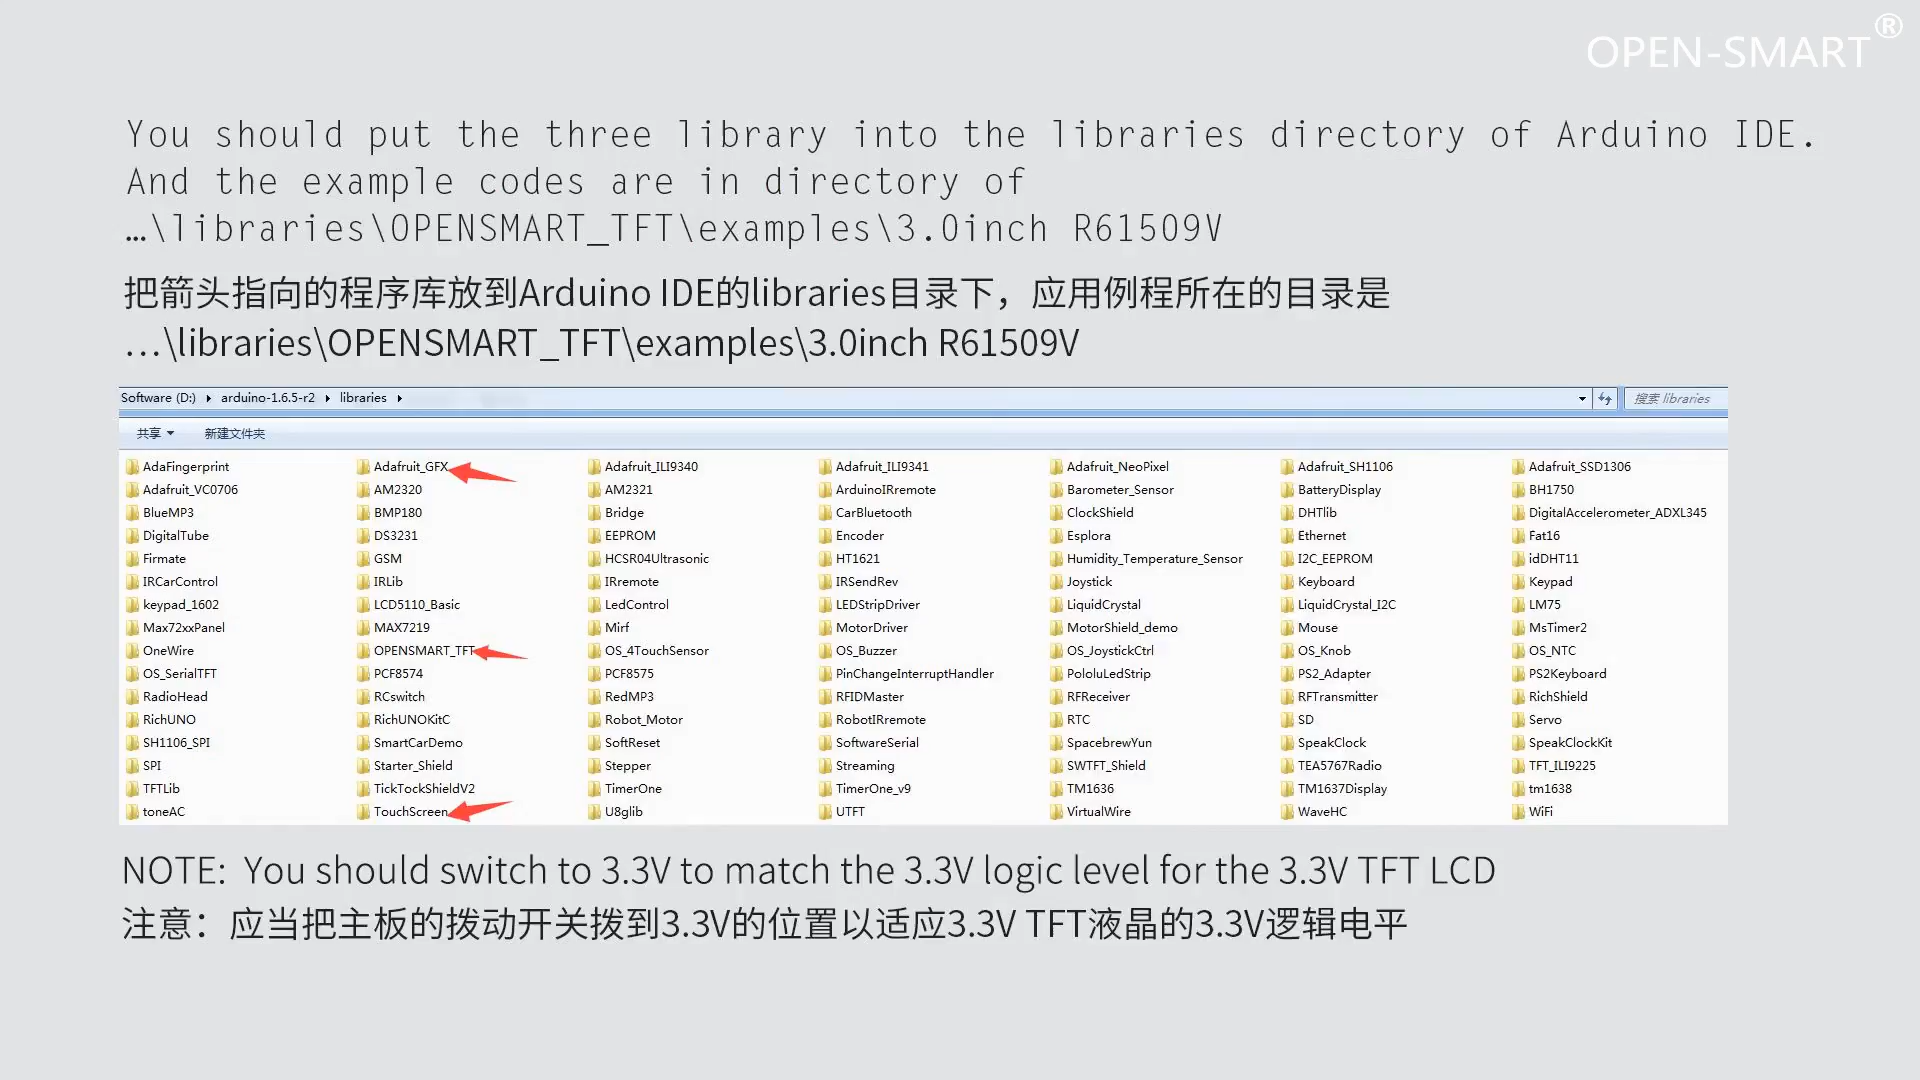 OPEN-SMART®
You should put the three library into the libraries directory of Arduino IDE.
And the example codes are in directory of
…\libraries\OPENSMART_TFT\examples\3.0inch R61509V
把箭头指向的程序库放到Arduino IDE的libraries目录下，应用例程所在的目录是
…\libraries\OPENSMART_TFT\examples\3.0inch R61509V
Software (D:) ▸ arduino-1.6.5-r2 ▸ libraries ▸ 搜索 libraries
共享 新建文件夹
AdaFingerprint Adafruit_GFX Adafruit_ILI9340 Adafruit_ILI9341 Adafruit_NeoPixel Adafruit_SH1106 Adafruit_SSD1306
Adafruit_VC0706 AM2320 AM2321 ArduinoIRremote Barometer_Sensor BatteryDisplay BH1750
BlueMP3 BMP180 Bridge CarBluetooth ClockShield DHTlib DigitalAccelerometer_ADXL345
DigitalTube DS3231 EEPROM Encoder Esplora Ethernet Fat16
Firmate GSM HCSR04Ultrasonic HT1621 Humidity_Temperature_Sensor I2C_EEPROM idDHT11
IRCarControl IRLib IRremote IRSendRev Joystick Keyboard Keypad
keypad_1602 LCD5110_Basic LedControl LEDStripDriver LiquidCrystal LiquidCrystal_I2C LM75
Max72xxPanel MAX7219 Mirf MotorDriver MotorShield_demo Mouse MsTimer2
OneWire OPENSMART_TFT OS_4TouchSensor OS_Buzzer OS_JoystickCtrl OS_Knob OS_NTC
OS_SerialTFT PCF8574 PCF8575 PinChangeInterruptHandler PololuLedStrip PS2_Adapter PS2Keyboard
RadioHead RCswitch RedMP3 RFIDMaster RFReceiver RFTransmitter RichShield
RichUNO RichUNOKitC Robot_Motor RobotIRremote RTC SD Servo
SH1106_SPI SmartCarDemo SoftReset SoftwareSerial SpacebrewYun SpeakClock SpeakClockKit
SPI Starter_Shield Stepper Streaming SWTFT_Shield TEA5767Radio TFT_ILI9225
TFTLib TickTockShieldV2 TimerOne TimerOne_v9 TM1636 TM1637Display tm1638
toneAC TouchScreen U8glib UTFT VirtualWire WaveHC WiFi
NOTE: You should switch to 3.3V to match the 3.3V logic level for the 3.3V TFT LCD
注意：应当把主板的拨动开关拨到3.3V的位置以适应3.3V TFT液晶的3.3V逻辑电平